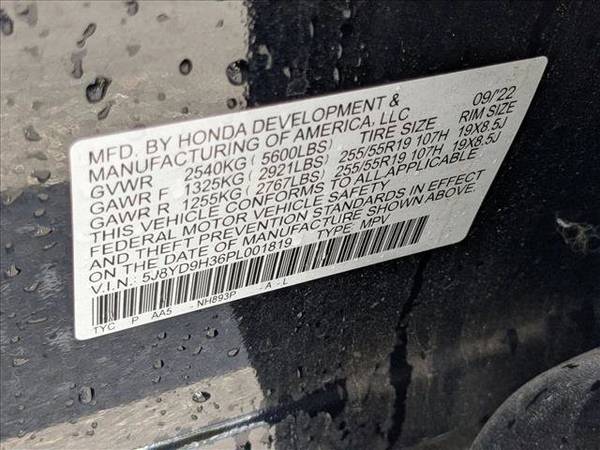 MFD. BY HONDA DEVELOPMENT & 09/'22
MANUFACTURING OF AMERICA, LLC
TIRE SIZE RIM SIZE
GVWR 2540KG ( 5600LBS)
GAWR F 1325KG ( 2921LBS) 255/55R19 107H 19X8.5J
GAWR R 1255KG ( 2767LBS) 255/55R19 107H 19X8.5J
THIS VEHICLE CONFORMS TO ALL APPLICABLE
FEDERAL MOTOR VEHICLE SAFETY
AND THEFT PREVENTION STANDARDS IN EFFECT
ON THE DATE OF MANUFACTURE SHOWN ABOVE.
V.I.N.: 5J8YD9H36PL001819 TYPE: MPV
TYC P AA5 - NH893P - A - L